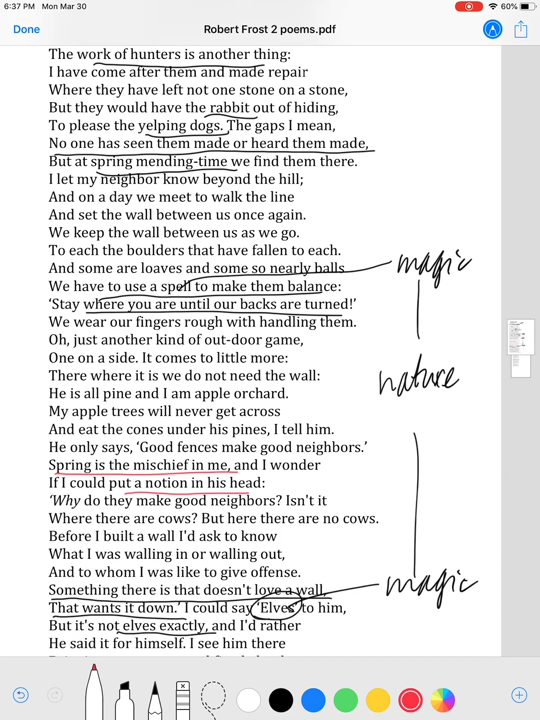 6:37 PM Mon Mar 30
60%
Done
Robert Frost 2 poems.pdf
The work of hunters is another thing:
I have come after them and made repair
Where they have left not one stone on a stone,
But they would have the rabbit out of hiding,
To please the yelping dogs. The gaps I mean,
No one has seen them made or heard them made,
But at spring mending-time we find them there.
I let my neighbor know beyond the hill;
And on a day we meet to walk the line
And set the wall between us once again.
We keep the wall between us as we go.
To each the boulders that have fallen to each.
And some are loaves and some so nearly balls
magic
We have to use a spell to make them balance:
'Stay where you are until our backs are turned!'
We wear our fingers rough with handling them.
Oh, just another kind of out-door game,
One on a side. It comes to little more:
There where it is we do not need the wall:
nature
He is all pine and I am apple orchard.
My apple trees will never get across
And eat the cones under his pines, I tell him.
He only says, 'Good fences make good neighbors.'
Spring is the mischief in me, and I wonder
If I could put a notion in his head:
'Why do they make good neighbors? Isn't it
Where there are cows? But here there are no cows.
Before I built a wall I'd ask to know
What I was walling in or walling out,
And to whom I was like to give offense.
Something there is that doesn't love a wall,
magic
That wants it down.' I could say 'Elves' to him,
But it's not elves exactly, and I'd rather
He said it for himself. I see him there